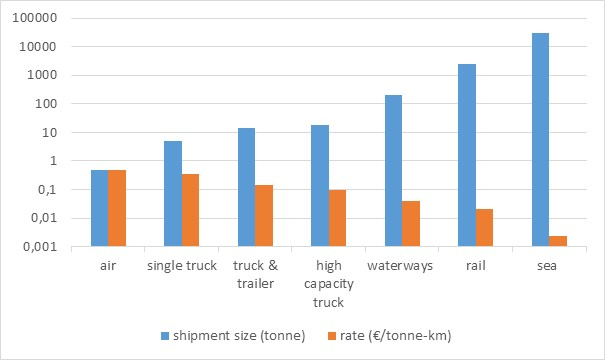 100000
10000
1000
100
10
1
0,1
0,01
0,001
air
single truck
truck &
trailer
high
capacity
truck
waterways
rail
sea
shipment size (tonne)
rate (€/tonne-km)